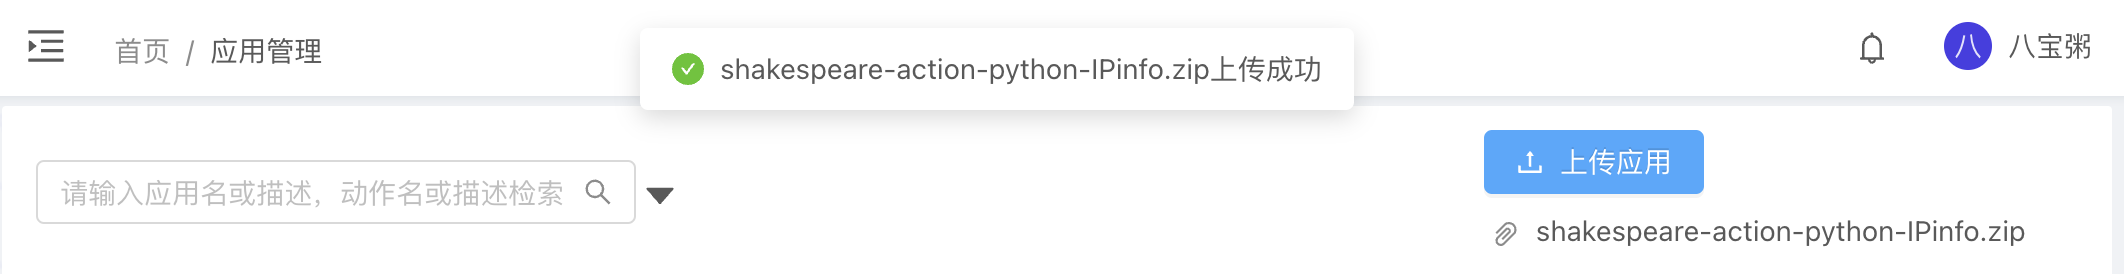 首页 / 应用管理
shakespeare-action-python-IPinfo.zip上传成功
八 八宝粥
请输入应用名或描述，动作名或描述检索
上传应用
shakespeare-action-python-IPinfo.zip